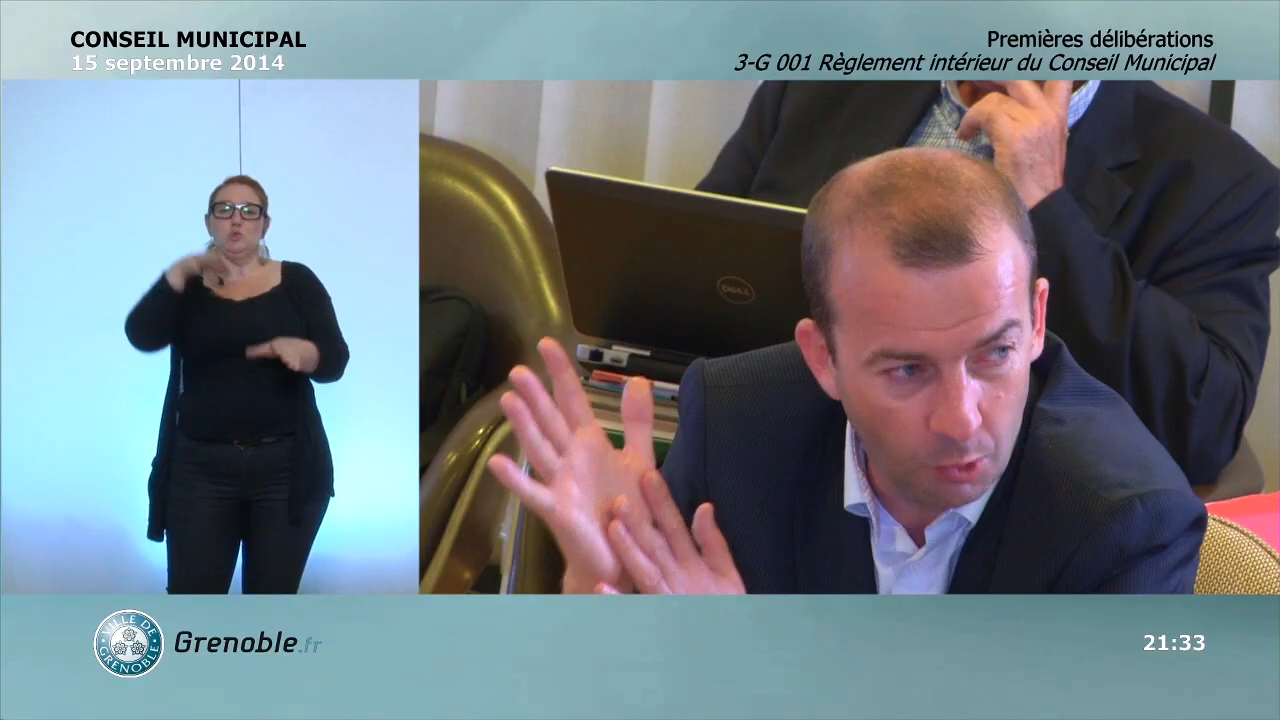 CONSEIL MUNICIPAL
15 septembre 2014
Premières délibérations
3-G 001 Règlement intérieur du Conseil Municipal
DELL
VILLE DE
GRENOBLE
Grenoble.fr
21:33